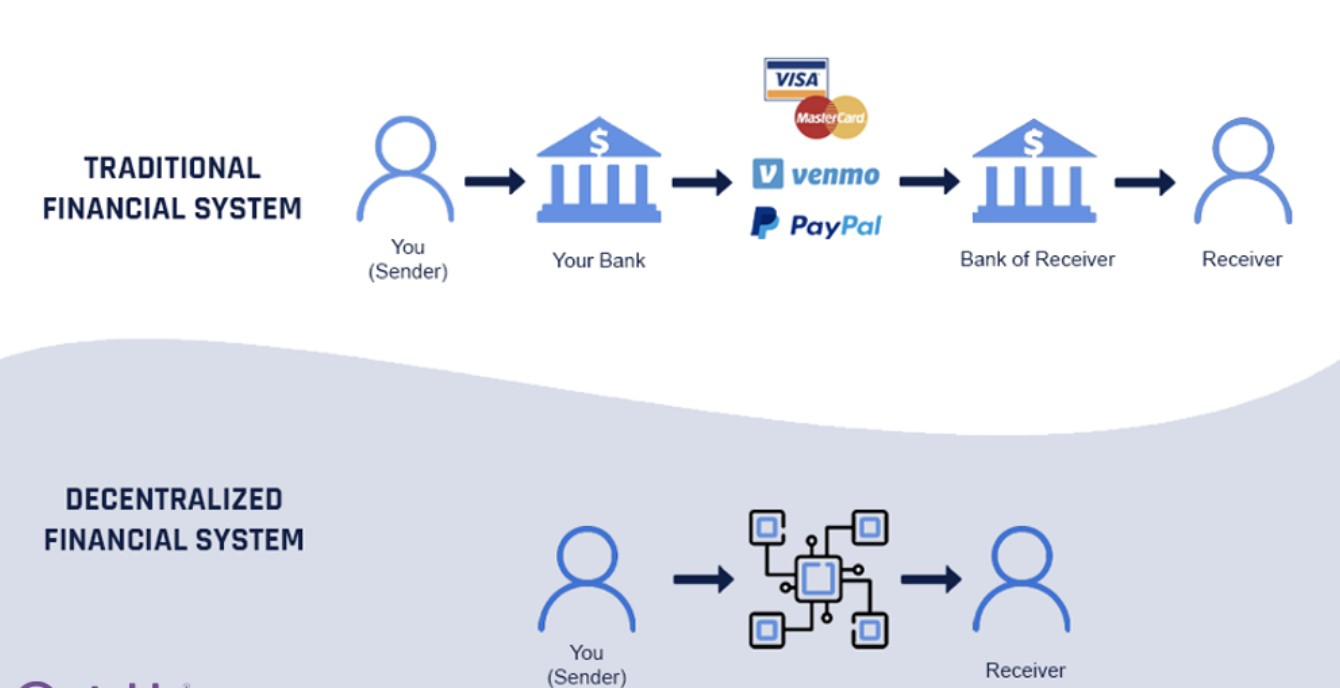 VISA
MasterCard
TRADITIONAL
FINANCIAL SYSTEM
$
$
venmo
PayPal
You
(Sender)
Your Bank
Bank of Receiver
Receiver
DECENTRALIZED
FINANCIAL SYSTEM
You
(Sender)
Receiver